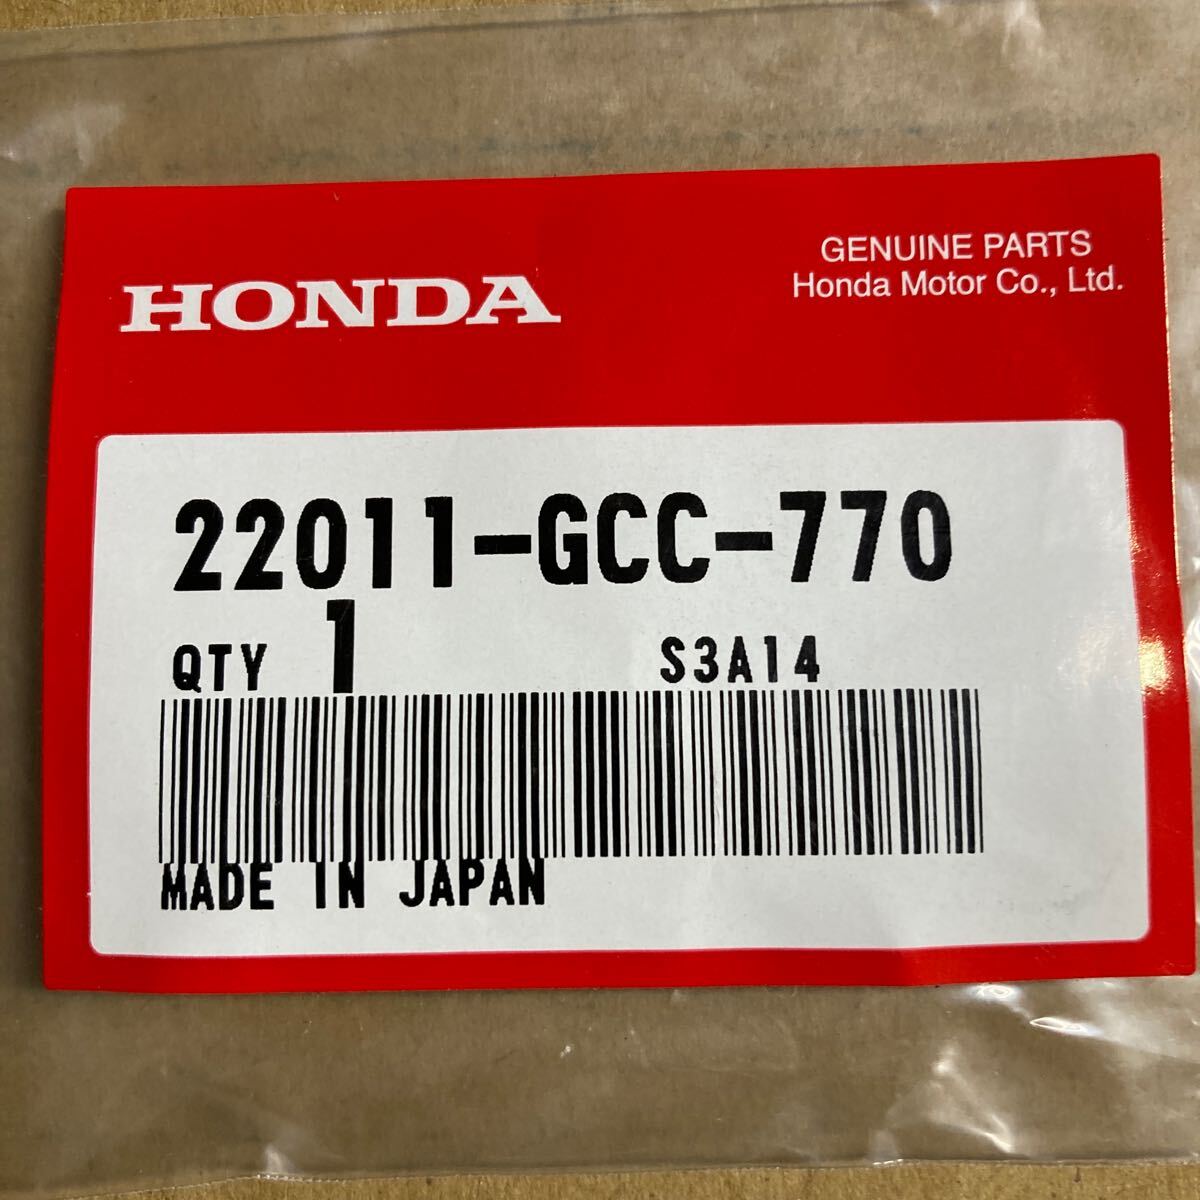 HONDA
GENUINE PARTS
Honda Motor Co., Ltd.
22011-GCC-770
QTY 1 S3A14
MADE IN JAPAN